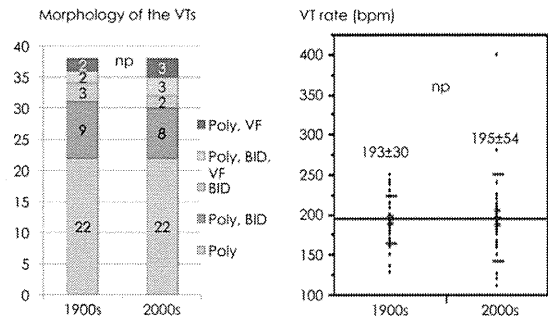 Morphology of the VTs
40
35
30
25
20
15
10
5
0
2 np 3
2 3
3 2
9 8
22 22
1900s 2000s
Poly, VF
Poly, BID,
VF
BID
Poly, BID
Poly
VT rate (bpm)
400
350
300
250
200
150
100
np
193±30 195±54
1900s 2000s